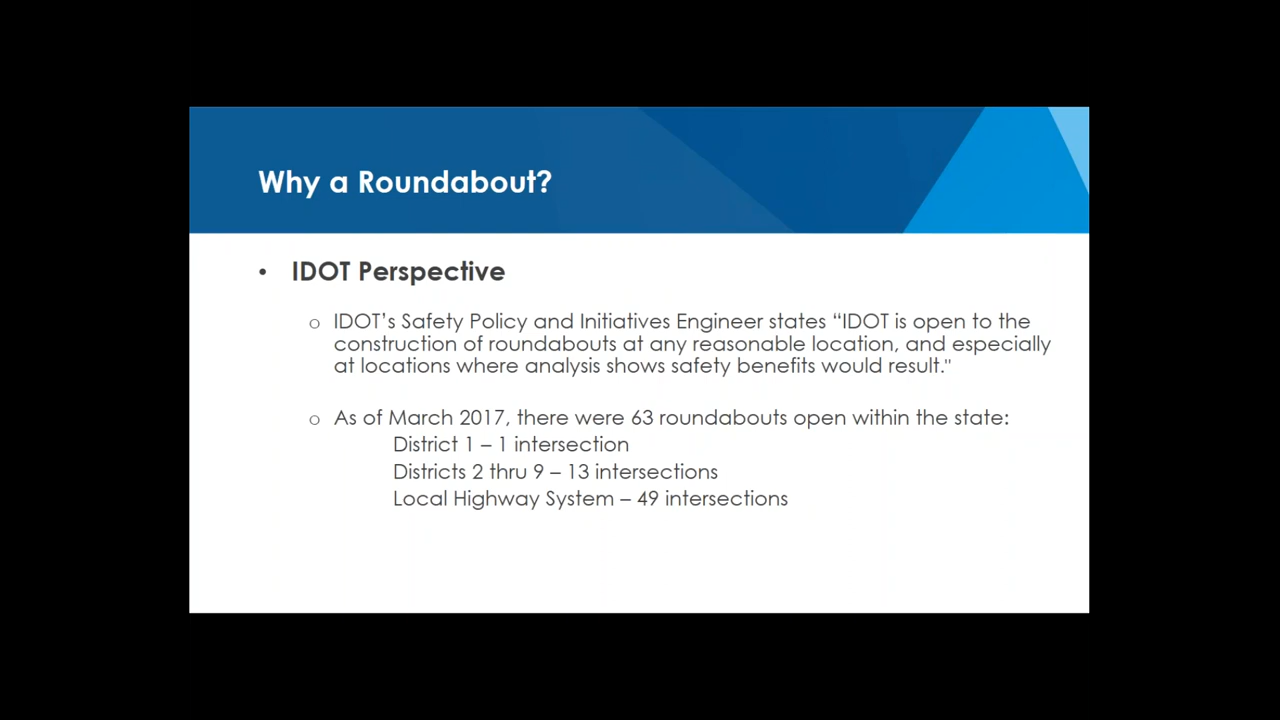 Why a Roundabout?
• IDOT Perspective
o IDOT's Safety Policy and Initiatives Engineer states “IDOT is open to the
construction of roundabouts at any reasonable location, and especially
at locations where analysis shows safety benefits would result."
o As of March 2017, there were 63 roundabouts open within the state:
District 1 – 1 intersection
Districts 2 thru 9 – 13 intersections
Local Highway System – 49 intersections